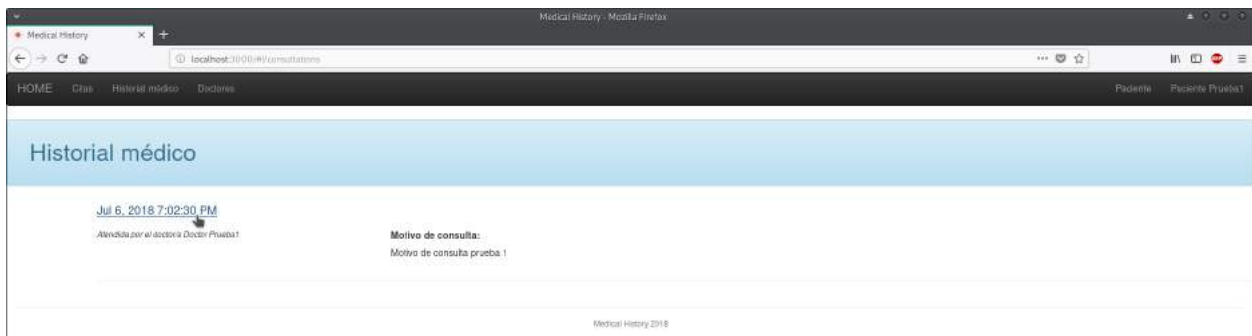 Medical History - Mozilla Firefox
Medical History
localhost:3000/#/consultations
HOME Citas Historial médico Doctores Paciente Paciente Prueba1
Historial médico
Jul 6, 2018 7:02:30 PM
Atendida por el doctor/a Doctor Prueba1
Motivo de consulta:
Motivo de consulta prueba 1
Medical History 2018